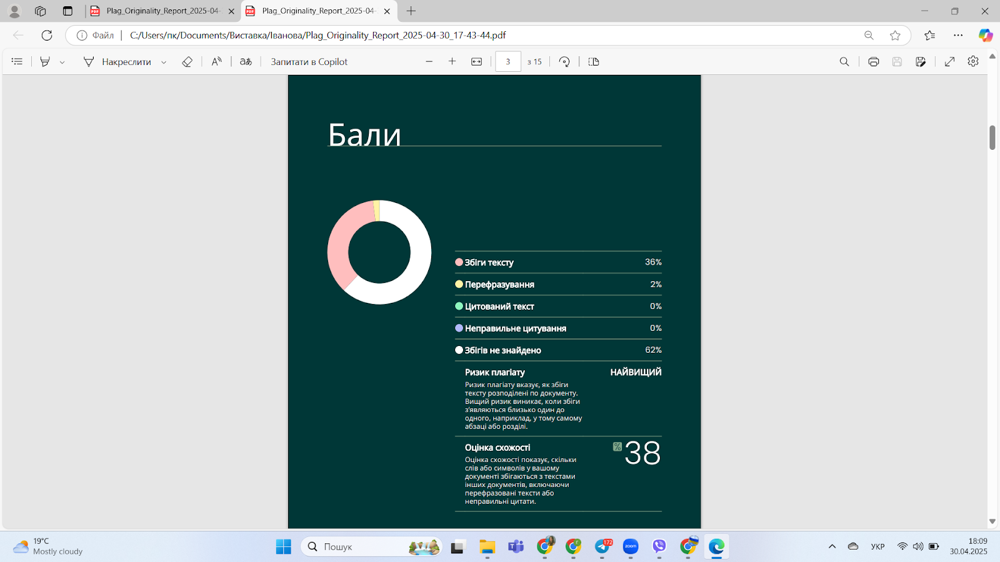 Plag_Originality_Report_2025-04-
Plag_Originality_Report_2025-04-
Файл
C:/Users/пк/Documents/Виставка/Іванова/Plag_Originality_Report_2025-04-30_17-43-44.pdf
Накреслити
Запитати в Copilot
3
з 15
Бали
Збіги тексту 36%
Перефразування 2%
Цитований текст 0%
Неправильне цитування 0%
Збігів не знайдено 62%
Ризик плагіату НАЙВИЩИЙ
Ризик плагіату вказує, як збіги
тексту розподілені по документу.
Вищий ризик виникає, коли збіги
з’являються близько один до
одного, наприклад, у тому самому
абзаці або розділі.
Оцінка схожості % 38
Оцінка схожості показує, скільки
слів або символів у вашому
документі збігаються з текстами
інших документів, включаючи
перефразовані тексти або
неправильні цитати.
19°C
Mostly cloudy
Пошук
172
zoom
УКР
18:09
30.04.2025